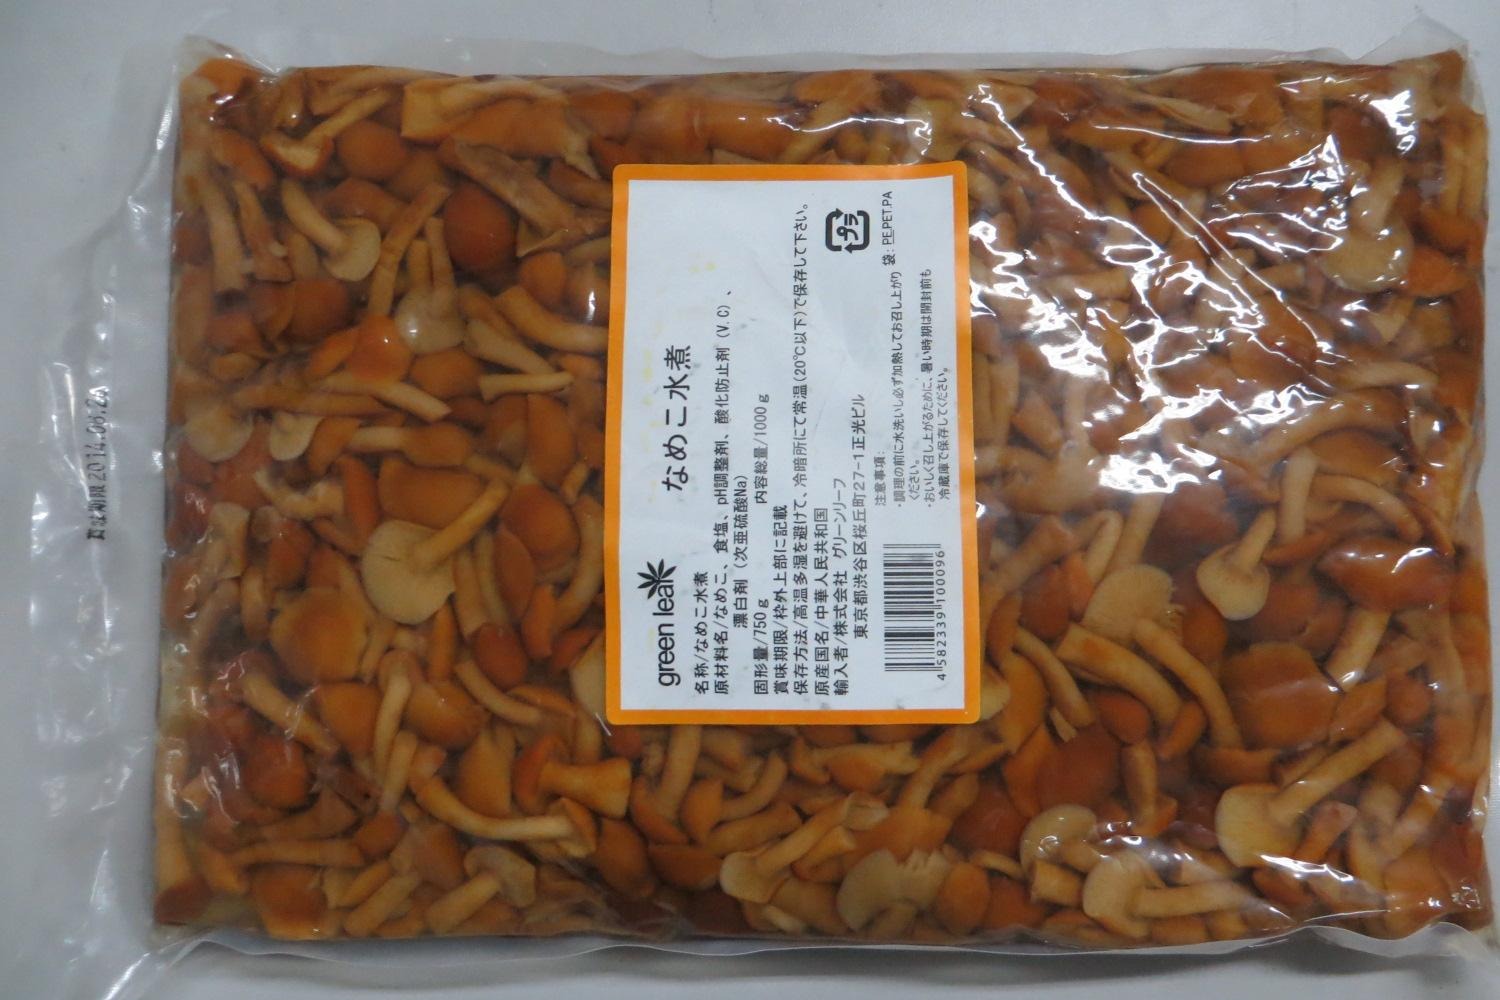 賞味期限 2014.06.26
green leaf なめこ水煮
名称/なめこ水煮
原材料名/なめこ、食塩、pH調整剤、酸化防止剤(V.C)、
漂白剤(次亜硫酸Na)
固形量/750g 内容総量/1000g
賞味期限/枠外上部に記載
保存方法/高温多湿を避けて、冷暗所にて常温(20℃以下)で保存して下さい。
原産国名/中華人民共和国
輸入者/株式会社 グリーンリーフ
東京都渋谷区桜丘町27-1正光ビル
プラ
袋:PE,PET,PA
注意事項:
・調理の前に水洗いし必ず加熱してお召し上がり
ください。
・おいしく召し上がるために、暑い時期は開封前も
冷蔵庫で保存してください。
4582339100096